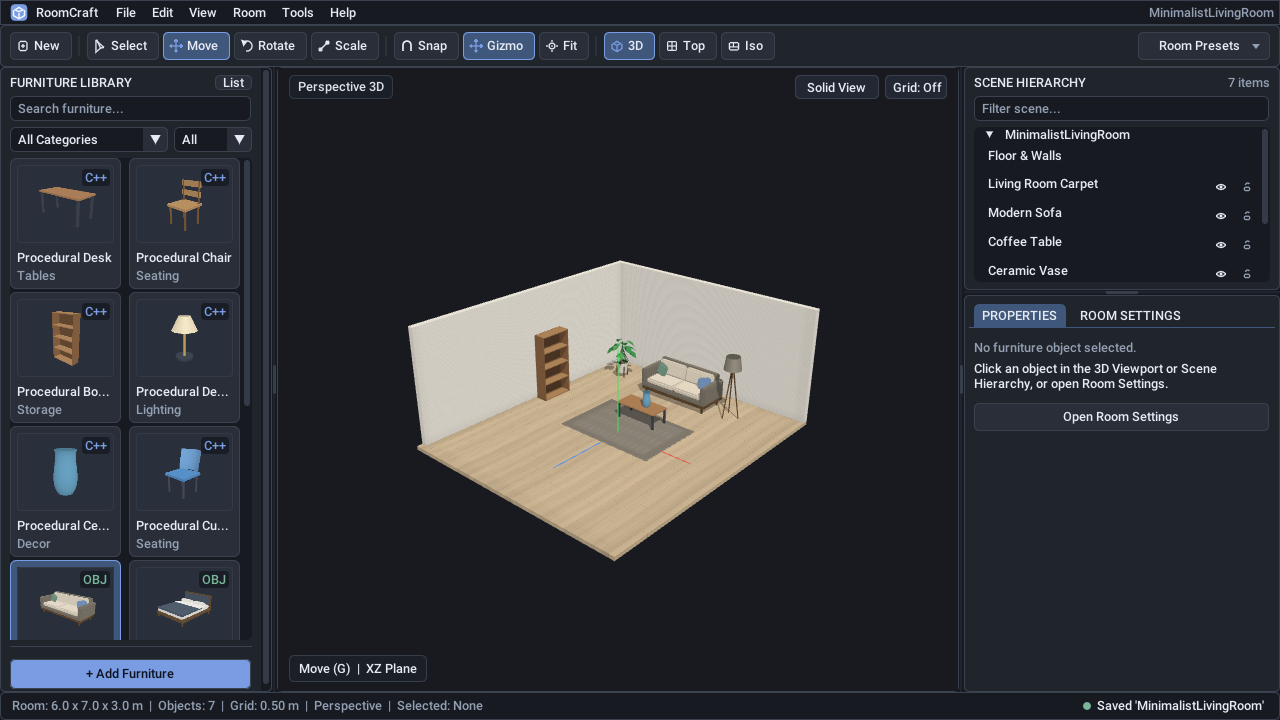 RoomCraft File Edit View Room Tools Help MinimalistLivingRoom
New Select Move Rotate Scale Snap Gizmo Fit 3D Top Iso Room Presets
FURNITURE LIBRARY List
Search furniture...
All Categories All
C++ C++
Procedural Desk Procedural Chair
Tables Seating
C++ C++
Procedural Bo... Procedural De...
Storage Lighting
C++ C++
Procedural Ce... Procedural Cu...
Decor Seating
OBJ OBJ
+ Add Furniture
Perspective 3D Solid View Grid: Off
Move (G) | XZ Plane
SCENE HIERARCHY 7 items
Filter scene...
MinimalistLivingRoom
Floor & Walls
Living Room Carpet
Modern Sofa
Coffee Table
Ceramic Vase
PROPERTIES ROOM SETTINGS
No furniture object selected.
Click an object in the 3D Viewport or Scene
Hierarchy, or open Room Settings.
Open Room Settings
Room: 6.0 x 7.0 x 3.0 m | Objects: 7 | Grid: 0.50 m | Perspective | Selected: None Saved 'MinimalistLivingRoom'